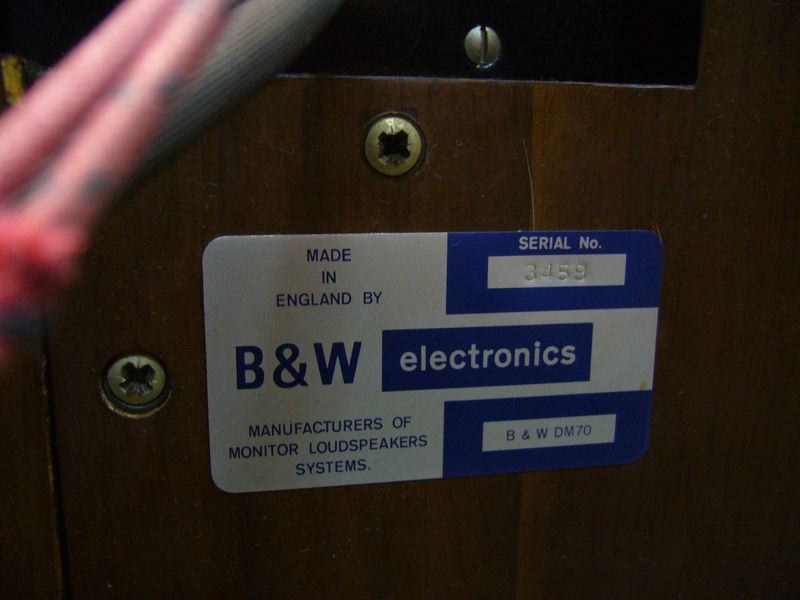 MADE
IN
ENGLAND BY
SERIAL No.
3459
B&W electronics
MANUFACTURERS OF
MONITOR LOUDSPEAKERS
SYSTEMS.
B & W DM70